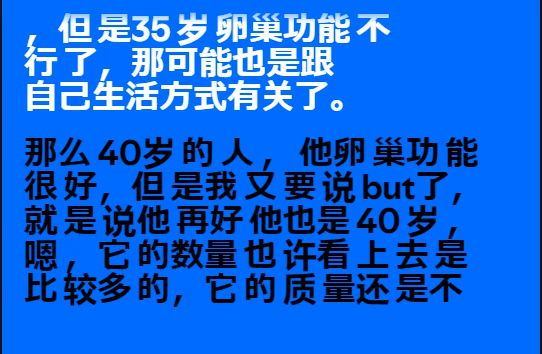 ，但是35岁卵巢功能不
行了，那可能也是跟
自己生活方式有关了。
那么40岁的人，他卵巢功能
很好，但是我又要说but了，
就是说他再好他也是40岁，
嗯，它的数量也许看上去是
比较多的，它的质量还是不